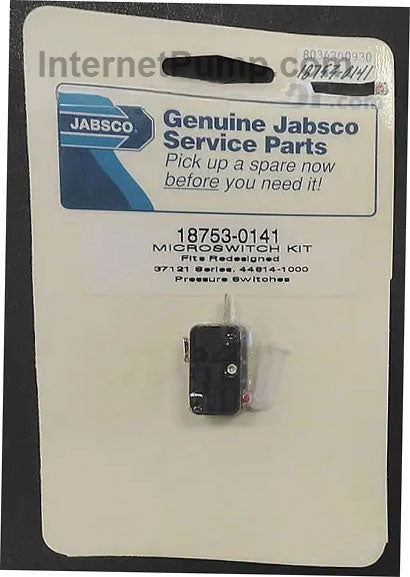 InternetPump.com
8034200930
18753-0141
JABSCO
Genuine Jabsco
Service Parts
Pick up a spare now
before you need it!
18753-0141
MICROSWITCH KIT
Fits Redesigned
37121 Series, 44814-1000
Pressure Switches